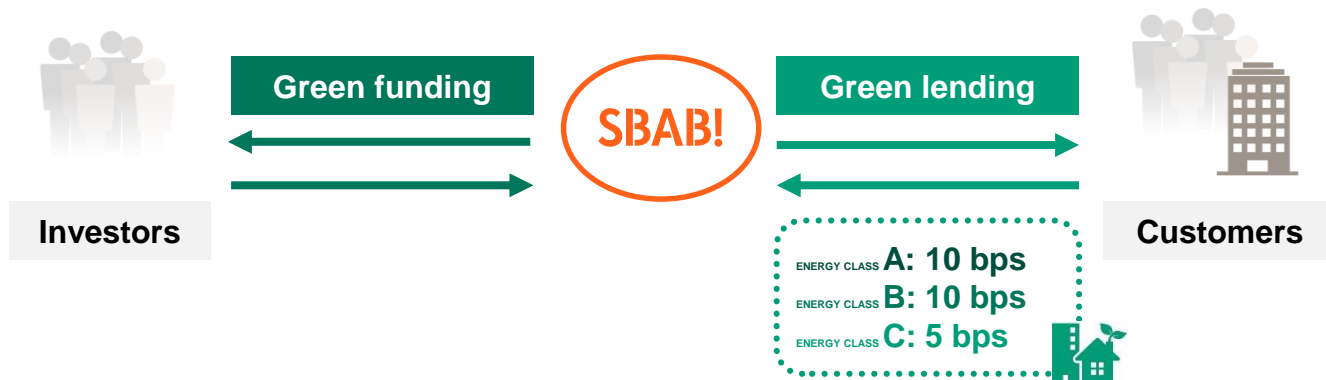 Green funding
SBAB!
Green lending
Investors
Customers
ENERGY CLASS A: 10 bps
ENERGY CLASS B: 10 bps
ENERGY CLASS C: 5 bps